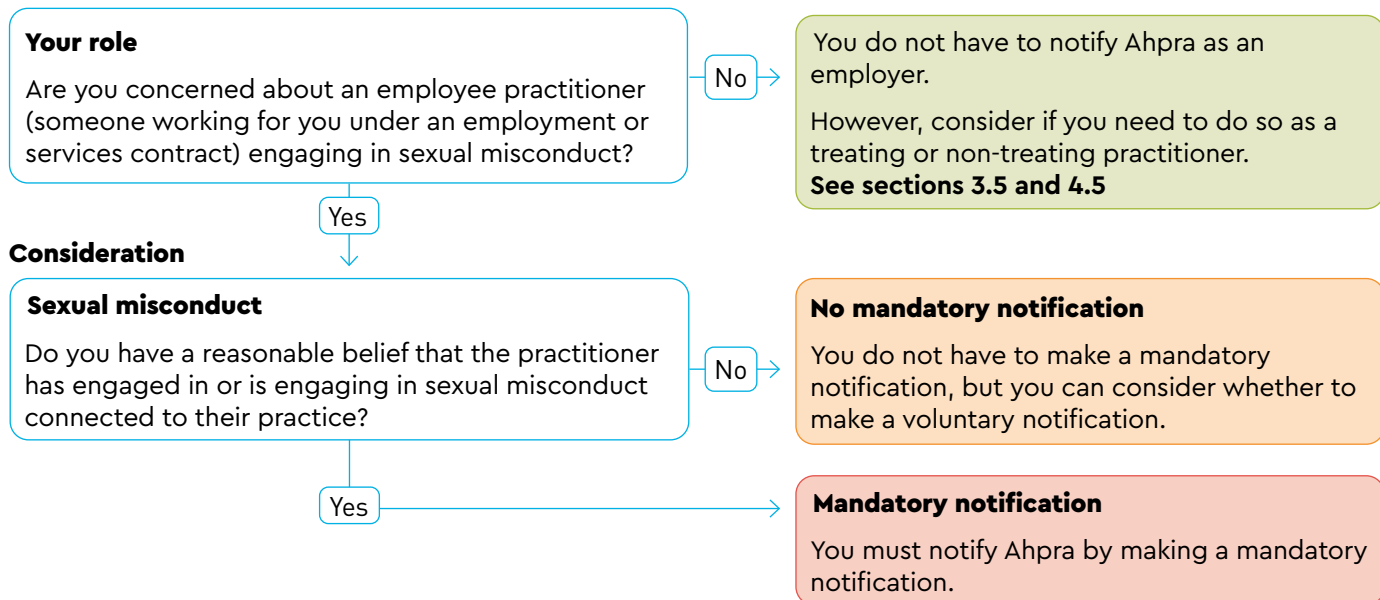 Your role
Are you concerned about an employee practitioner
(someone working for you under an employment or
services contract) engaging in sexual misconduct?
No
You do not have to notify Ahpra as an
employer.
However, consider if you need to do so as a
treating or non-treating practitioner.
See sections 3.5 and 4.5
Yes
Consideration
Sexual misconduct
Do you have a reasonable belief that the practitioner
has engaged in or is engaging in sexual misconduct
connected to their practice?
No
No mandatory notification
You do not have to make a mandatory
notification, but you can consider whether to
make a voluntary notification.
Yes
Mandatory notification
You must notify Ahpra by making a mandatory
notification.